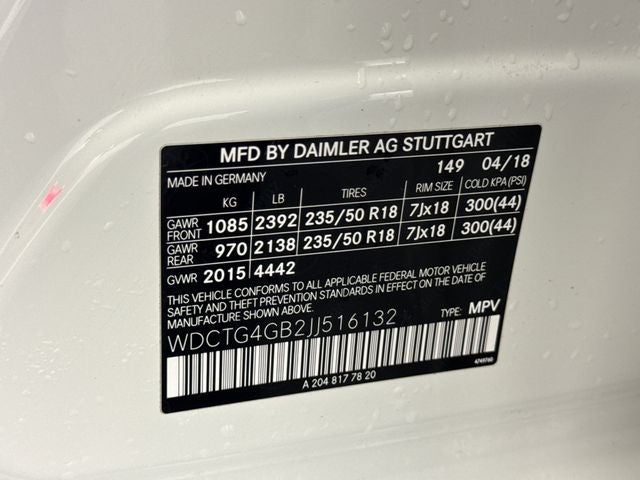 MFD BY DAIMLER AG STUTTGART
MADE IN GERMANY 149 04/18
KG LB TIRES RIM SIZE COLD KPA(PSI)
GAWR FRONT 1085 2392 235/50 R18 7Jx18 300(44)
GAWR REAR 970 2138 235/50 R18 7Jx18 300(44)
GVWR 2015 4442
THIS VEHICLE CONFORMS TO ALL APPLICABLE FEDERAL MOTOR VEHICLE
SAFETY AND THEFT PREVENTION STANDARDS IN EFFECT ON THE DATE OF
MANUFACTURE SHOWN ABOVE.
WDCTG4GB2JJ516132 TYPE: MPV
A 204 817 78 20
4Z49760